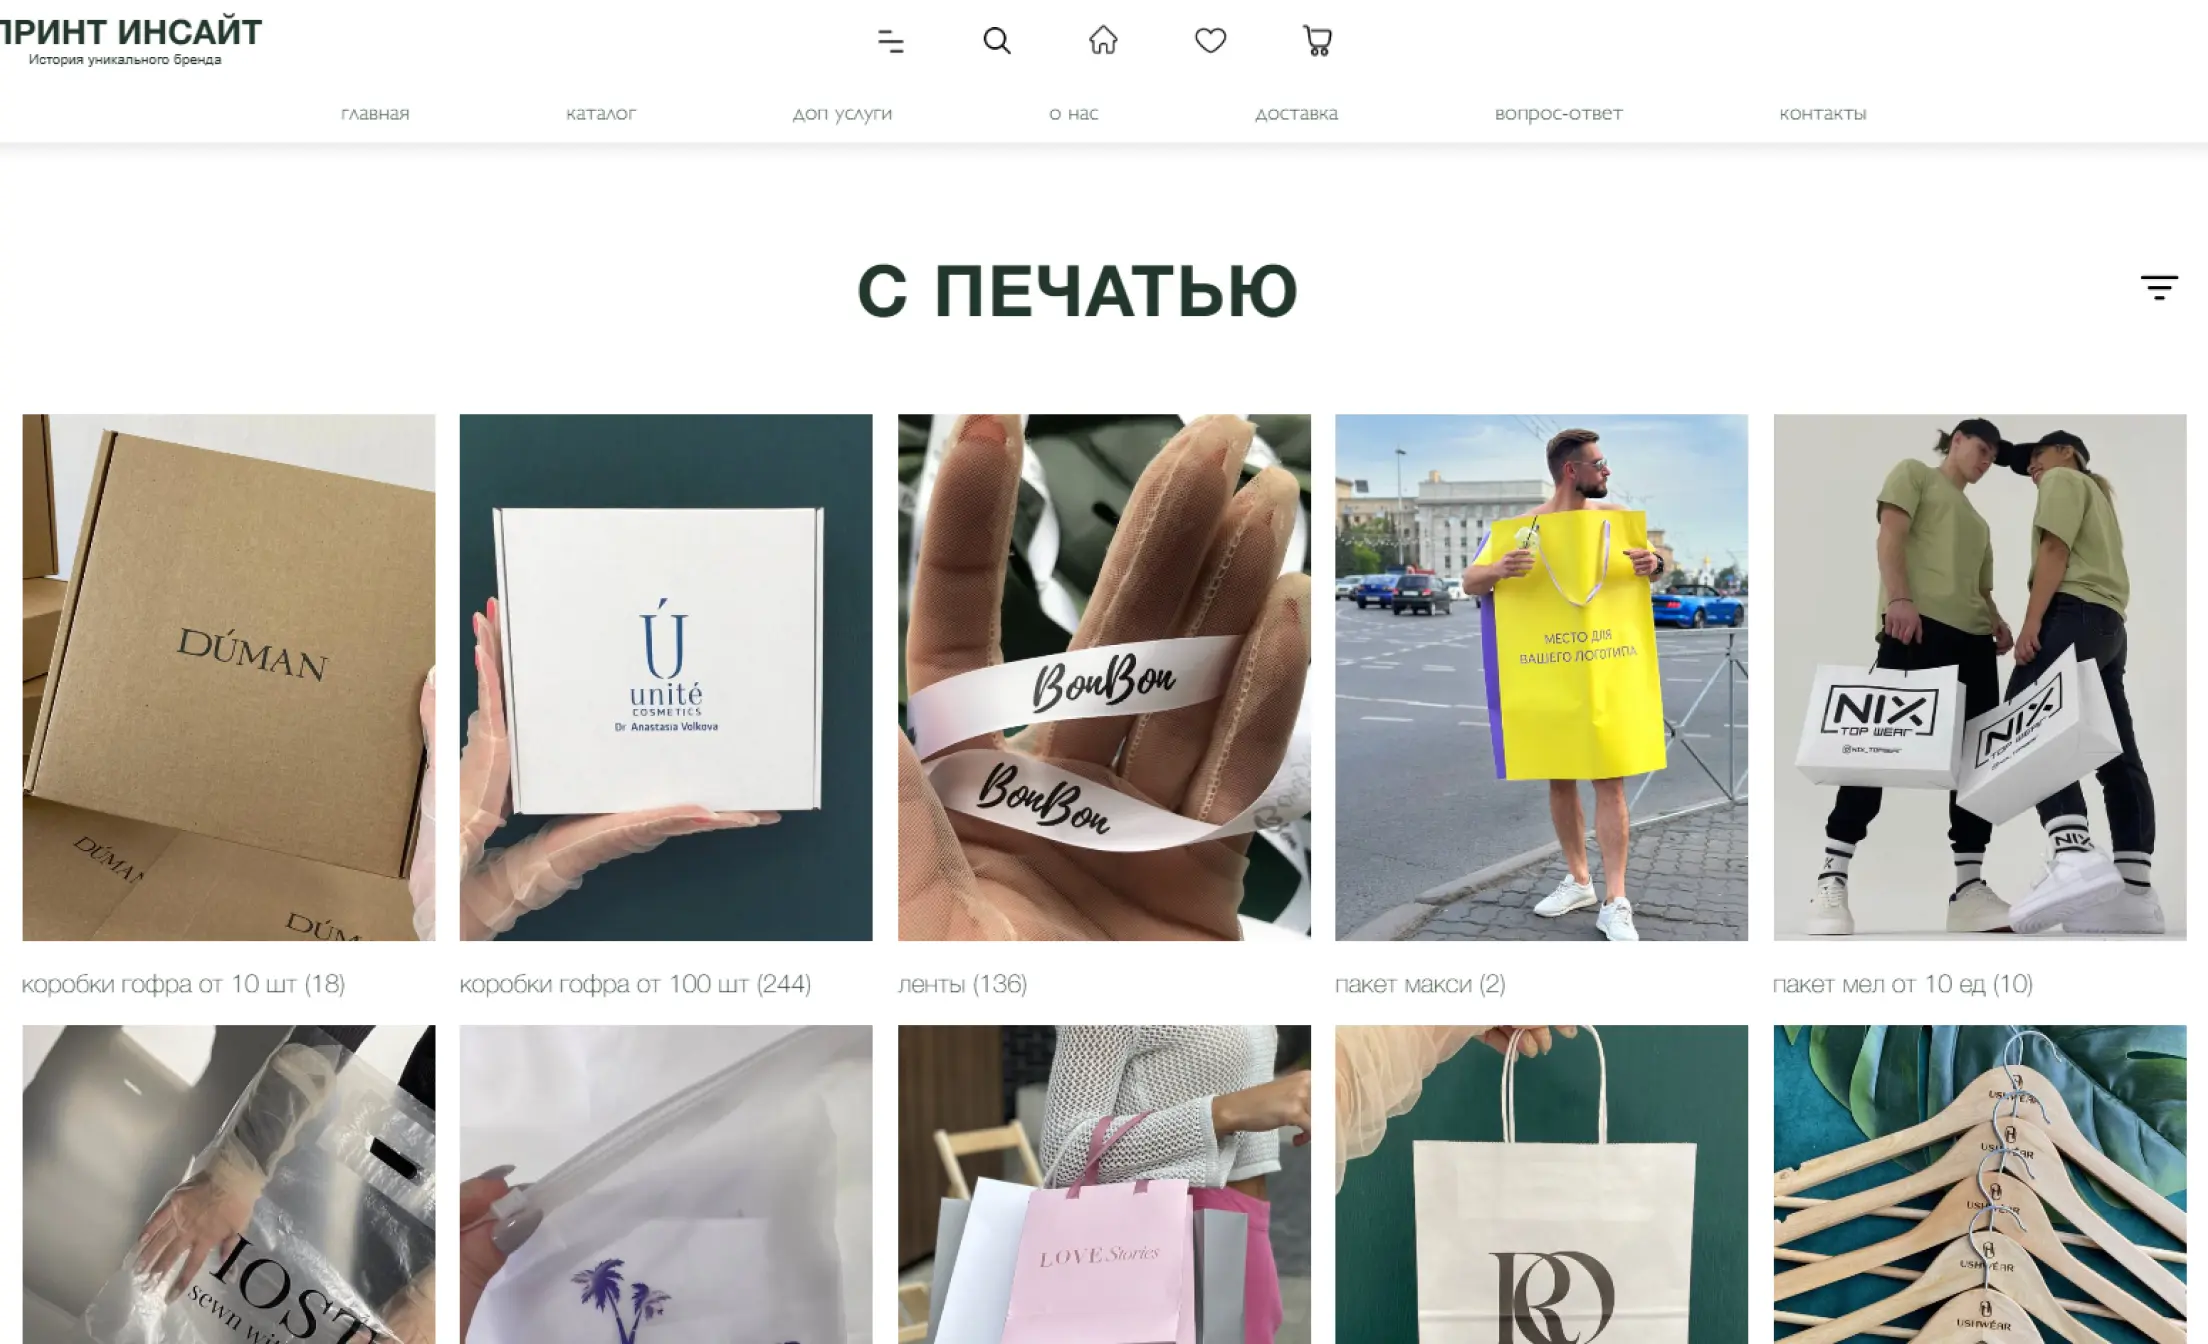 ПРИНТ ИНСАЙТ
История уникального бренда
главная каталог доп услуги о нас доставка вопрос-ответ контакты
С ПЕЧАТЬЮ
DÚMAN
DÚMAN
Ú
unité
COSMETICS
Dr Anastasia Volkova
BonBon
BonBon
МЕСТО ДЛЯ
ВАШЕГО ЛОГОТИПА
NIX
TOP WEAR
@NIX_TOPWEAR
NIX
TOP WEAR
NIX
коробки гофра от 10 шт (18)
коробки гофра от 100 шт (244)
ленты (136)
пакет макси (2)
пакет мел от 10 ед (10)
sewn
LOVE Stories
RO
USHWEAR
USHWEAR
USHWEAR
USHWEAR
USHWEAR